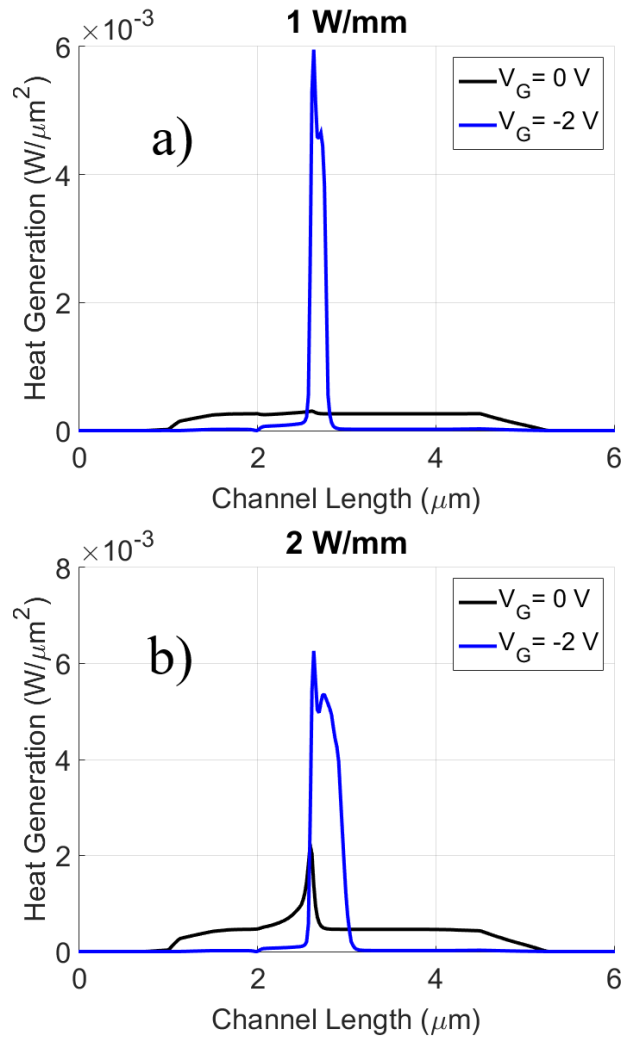 1 W/mm
×10⁻³
6
4
2
0
Heat Generation (W/μm²)
a)
V_G= 0 V
V_G= -2 V
0 2 4 6
Channel Length (μm)
2 W/mm
×10⁻³
8
6
4
2
0
Heat Generation (W/μm²)
b)
V_G= 0 V
V_G= -2 V
0 2 4 6
Channel Length (μm)